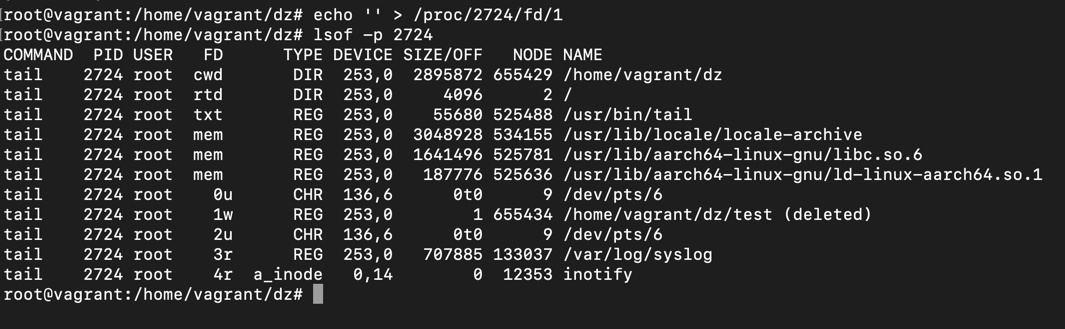 root@vagrant:/home/vagrant/dz# echo '' > /proc/2724/fd/1
root@vagrant:/home/vagrant/dz# lsof -p 2724
COMMAND  PID USER   FD      TYPE DEVICE SIZE/OFF   NODE NAME
tail    2724 root  cwd       DIR  253,0  2895872 655429 /home/vagrant/dz
tail    2724 root  rtd       DIR  253,0     4096      2 /
tail    2724 root  txt       REG  253,0    55680 525488 /usr/bin/tail
tail    2724 root  mem       REG  253,0  3048928 534155 /usr/lib/locale/locale-archive
tail    2724 root  mem       REG  253,0  1641496 525781 /usr/lib/aarch64-linux-gnu/libc.so.6
tail    2724 root  mem       REG  253,0   187776 525636 /usr/lib/aarch64-linux-gnu/ld-linux-aarch64.so.1
tail    2724 root    0u      CHR  136,6      0t0      9 /dev/pts/6
tail    2724 root    1w      REG  253,0        1 655434 /home/vagrant/dz/test (deleted)
tail    2724 root    2u      CHR  136,6      0t0      9 /dev/pts/6
tail    2724 root    3r      REG  253,0   707885 133037 /var/log/syslog
tail    2724 root    4r  a_inode   0,14        0  12353 inotify
root@vagrant:/home/vagrant/dz#